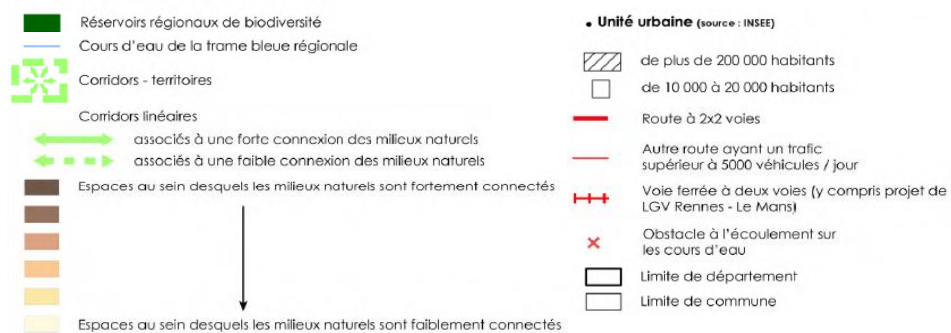 Réservoirs régionaux de biodiversité
Cours d'eau de la trame bleue régionale
Corridors - territoires
Corridors linéaires
associés à une forte connexion des milieux naturels
associés à une faible connexion des milieux naturels
Espaces au sein desquels les milieux naturels sont fortement connectés
Espaces au sein desquels les milieux naturels sont faiblement connectés
• Unité urbaine (source : INSEE)
de plus de 200 000 habitants
de 10 000 à 20 000 habitants
Route à 2x2 voies
Autre route ayant un trafic
supérieur à 5000 véhicules / jour
Voie ferrée à deux voies (y compris projet de
LGV Rennes - Le Mans)
Obstacle à l'écoulement sur
les cours d'eau
Limite de département
Limite de commune